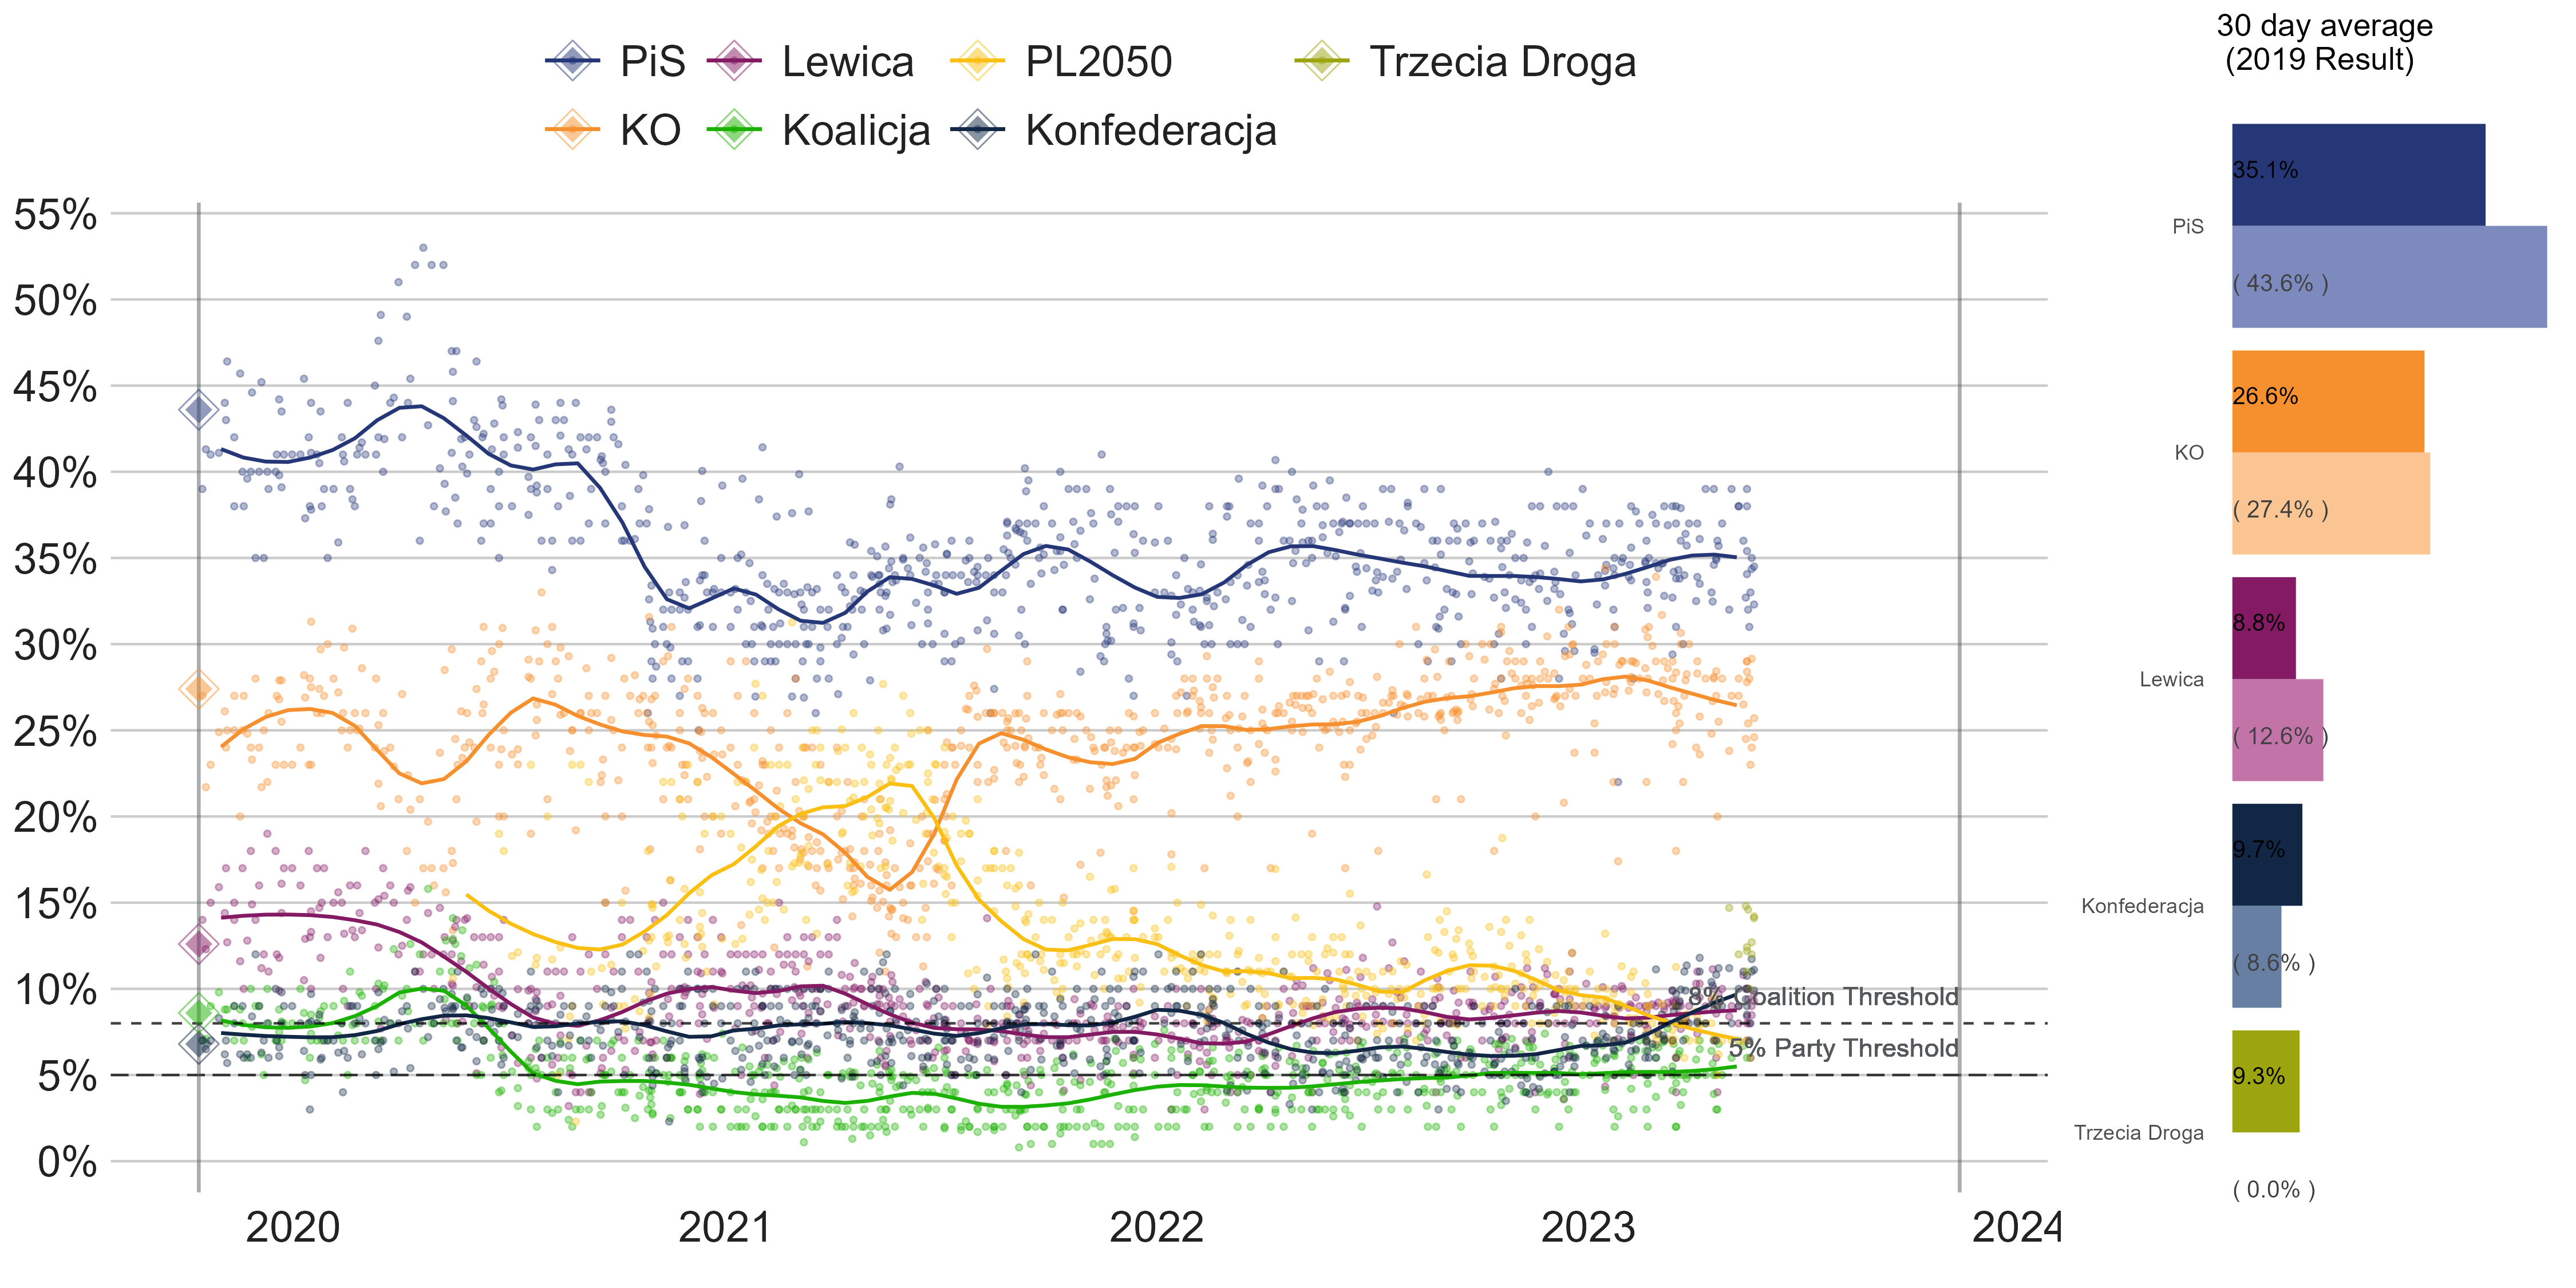 PiS Lewica PL2050 Trzecia Droga
KO Koalicja Konfederacja
55%
50%
45%
40%
35%
30%
25%
20%
15%
10%
5%
0%
8% Coalition Threshold
5% Party Threshold
2020 2021 2022 2023 2024
30 day average
(2019 Result)
35.1%
PiS
( 43.6% )
26.6%
KO
( 27.4% )
8.8%
Lewica
( 12.6% )
9.7%
Konfederacja
( 8.6% )
9.3%
Trzecia Droga
( 0.0% )